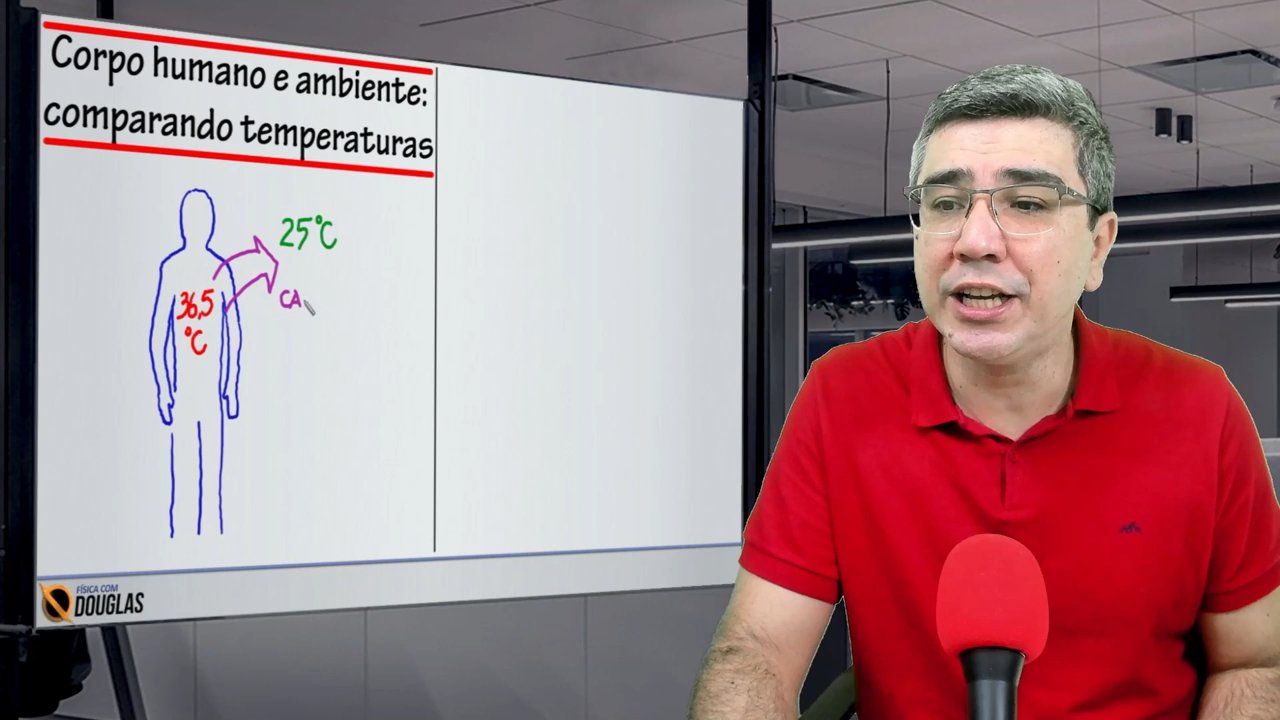 Corpo humano e ambiente:
comparando temperaturas
25°C
36,5
°C
CA
FÍSICA COM
DOUGLAS